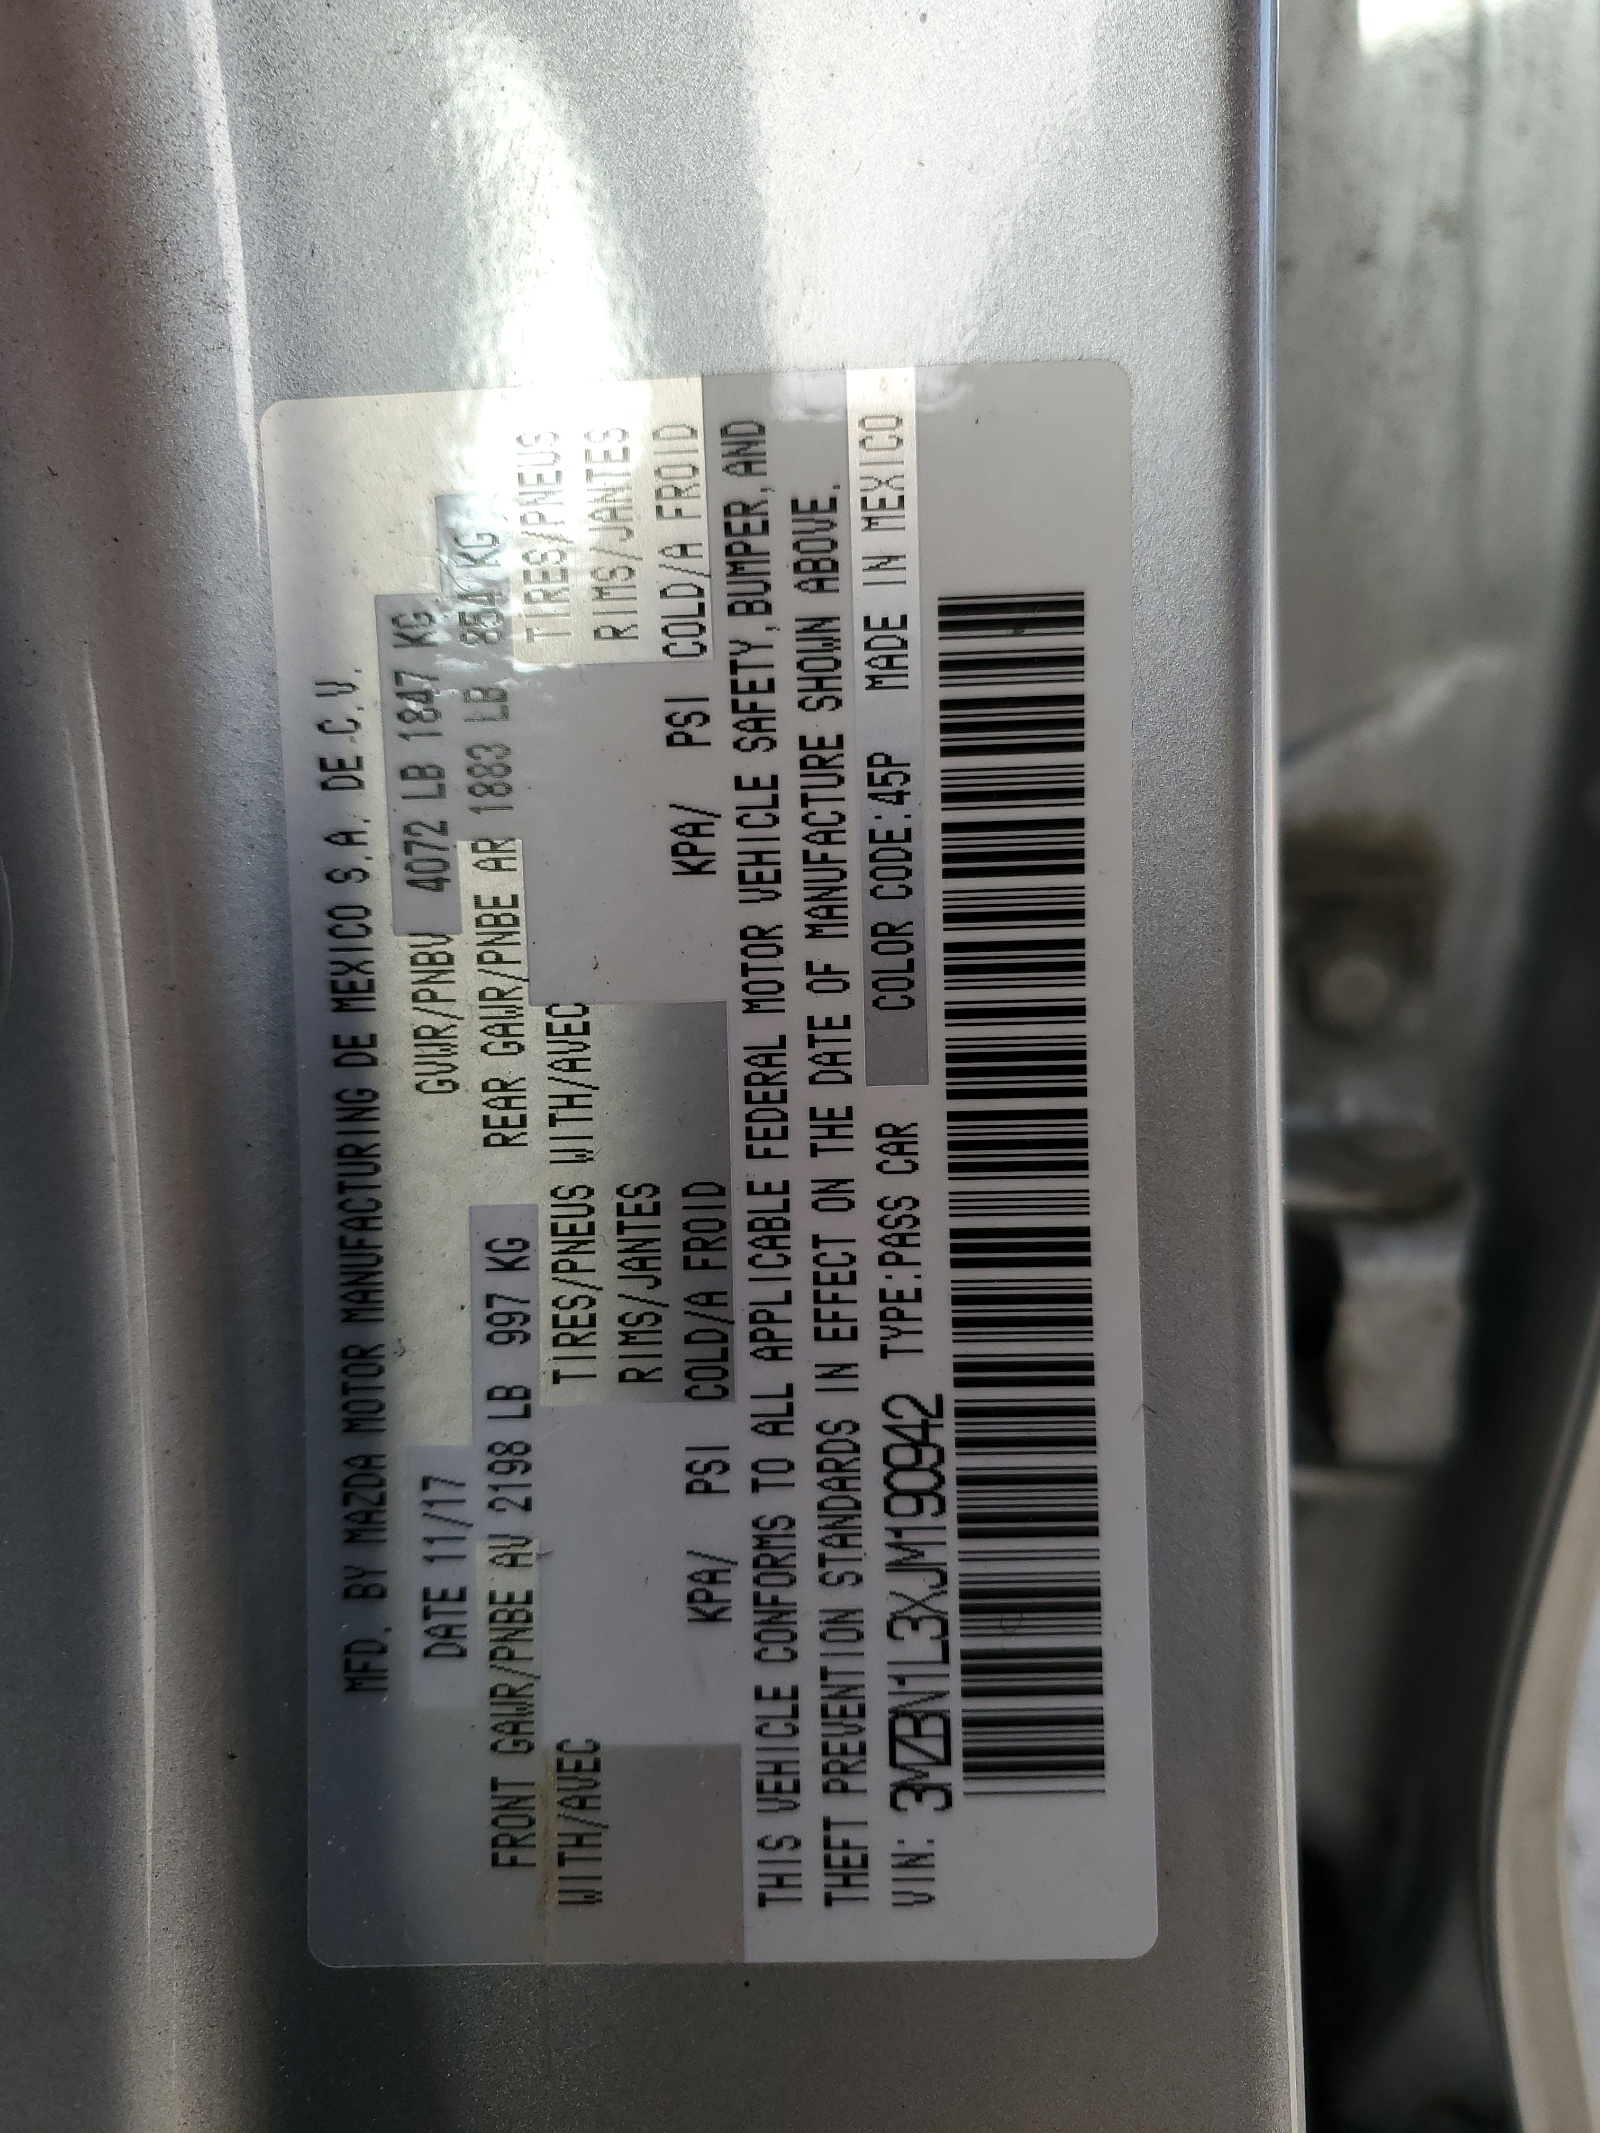 MFD. BY MAZDA MOTOR MANUFACTURING DE MEXICO S.A. DE C.V.
DATE 11/17 GVWR/PNBV 4072 LB 1847 KG
FRONT GAWR/PNBE AV 2198 LB 997 KG REAR GAWR/PNBE AR 1883 LB 854 KG
WITH/AVEC TIRES/PNEUS WITH/AVEC TIRES/PNEUS
RIMS/JANTES RIMS/JANTES
KPA/ PSI COLD/A FROID KPA/ PSI COLD/A FROID
THIS VEHICLE CONFORMS TO ALL APPLICABLE FEDERAL MOTOR VEHICLE SAFETY, BUMPER, AND
THEFT PREVENTION STANDARDS IN EFFECT ON THE DATE OF MANUFACTURE SHOWN ABOVE.
VIN: 3MZBN1L3XJM190942 TYPE:PASS CAR COLOR CODE:45P MADE IN MEXICO